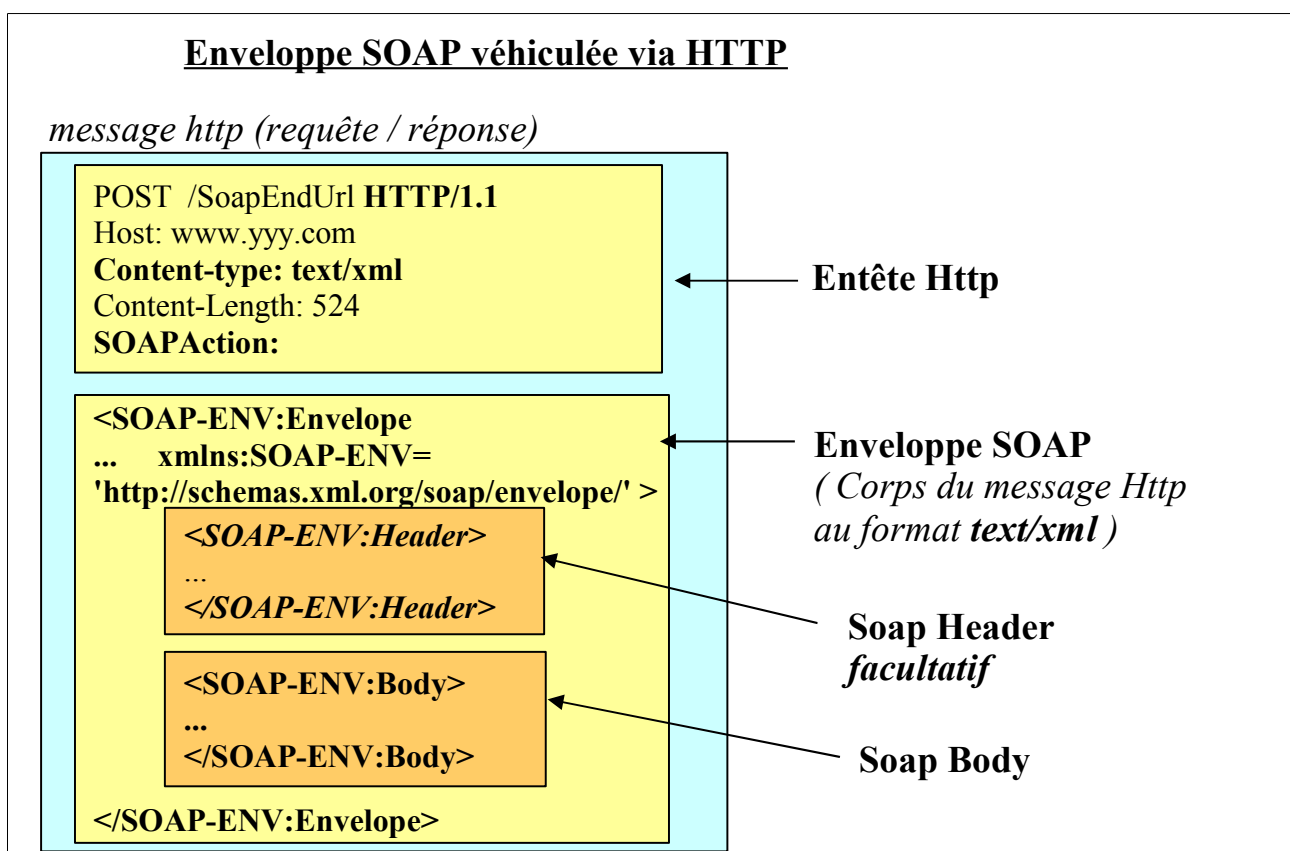 Enveloppe SOAP véhiculée via HTTP
message http (requête / réponse)
POST /SoapEndUrl HTTP/1.1
Host: www.yyy.com
Content-type: text/xml
Content-Length: 524
SOAPAction:
Entête Http
<SOAP-ENV:Envelope
... xmlns:SOAP-ENV=
'http://schemas.xml.org/soap/envelope/' >
Enveloppe SOAP
( Corps du message Http
au format text/xml )
<SOAP-ENV:Header>
...
</SOAP-ENV:Header>
Soap Header
facultatif
<SOAP-ENV:Body>
...
</SOAP-ENV:Body>
Soap Body
</SOAP-ENV:Envelope>